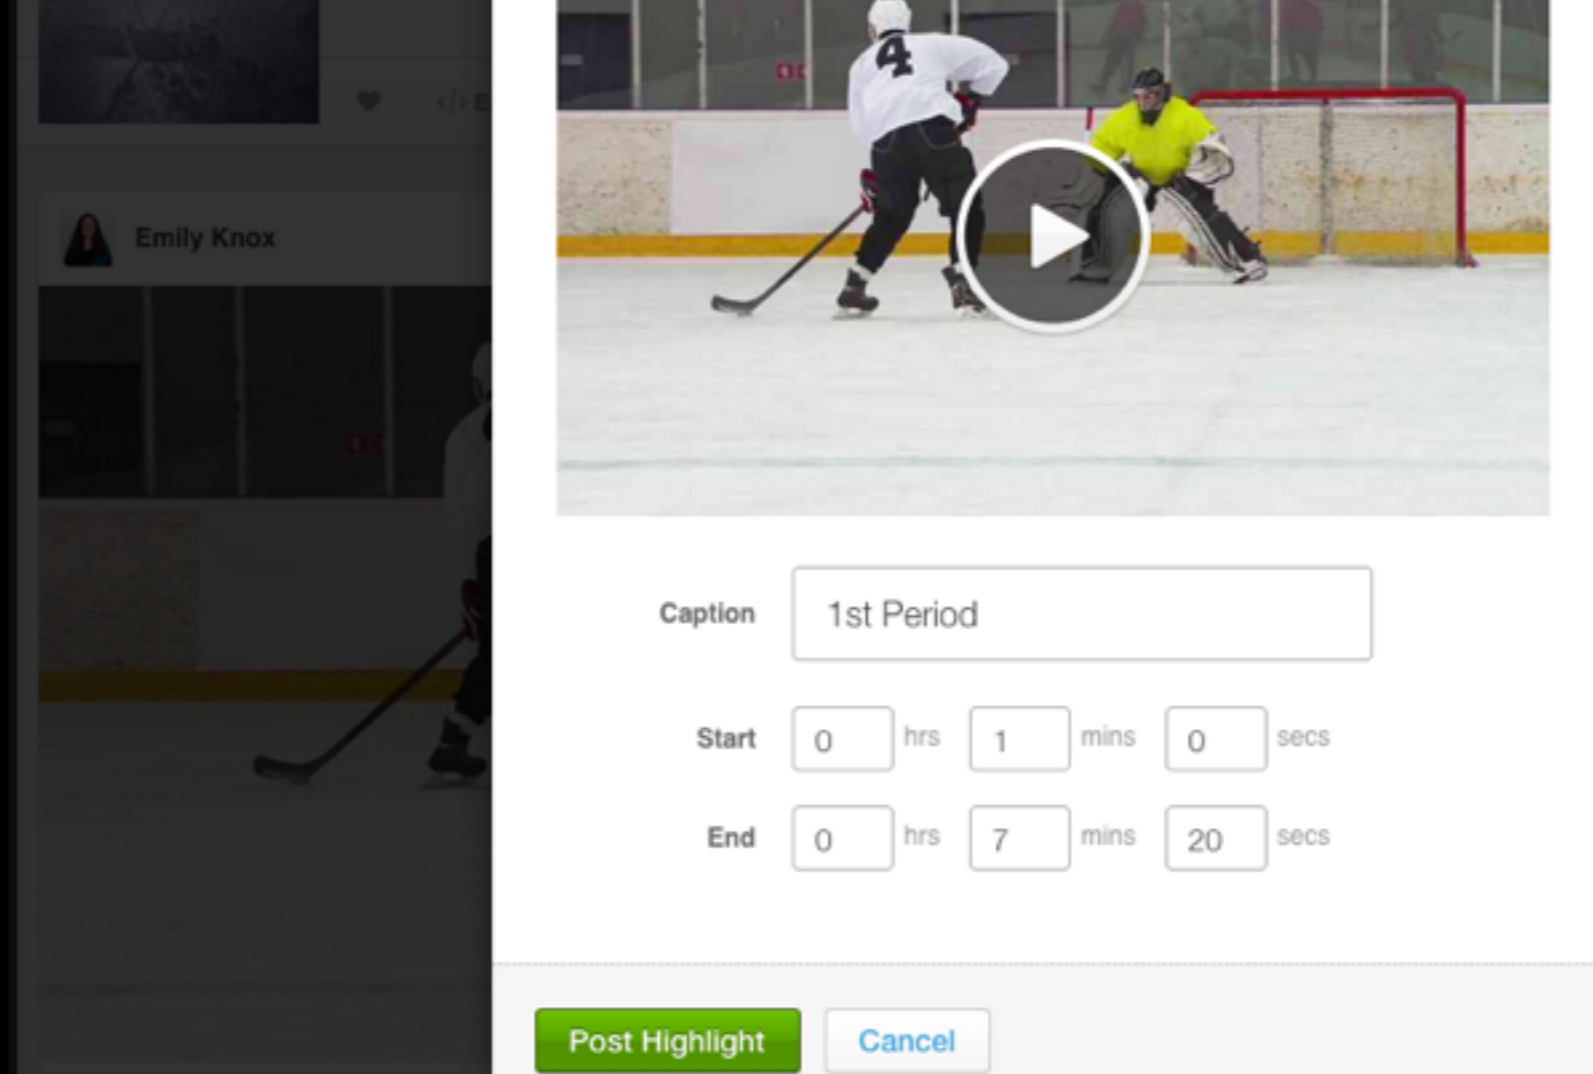 4
</> E
Emily Knox
Caption 1st Period
Start 0 hrs 1 mins 0 secs
End 0 hrs 7 mins 20 secs
Post Highlight Cancel